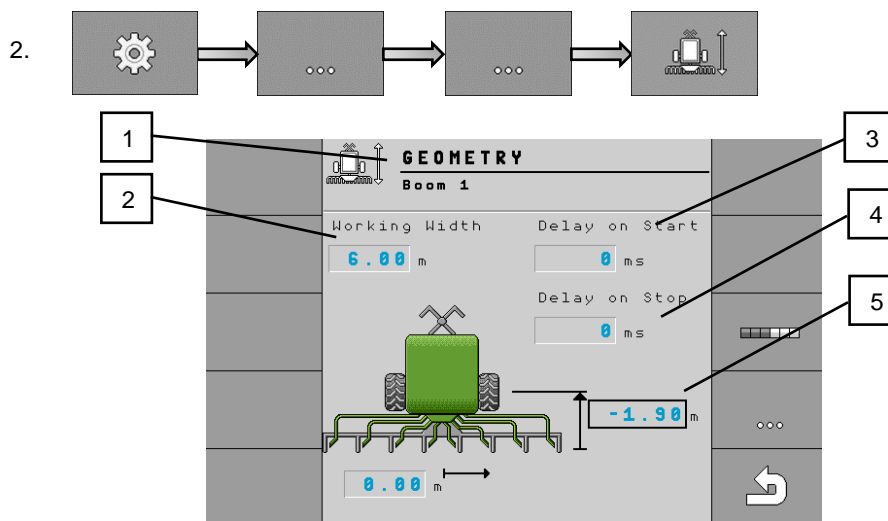 2.
1
GEOMETRY
3
Boom 1
2
Working Width
Delay on Start
4
6.00 m
0 ms
Delay on Stop
5
0 ms
-1.90 m
0.00 m